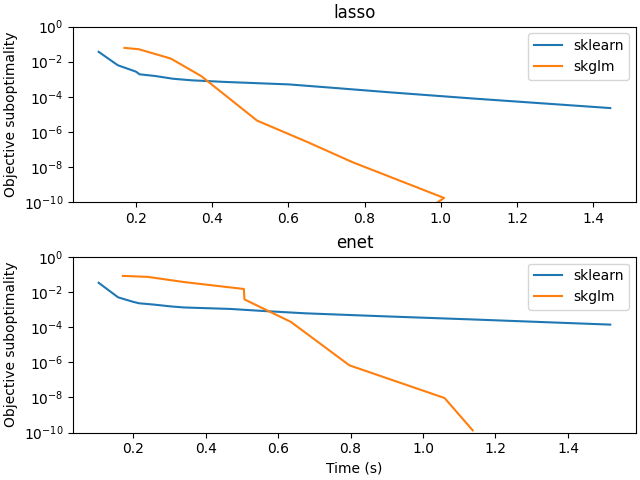 lasso
Objective suboptimality
10^0
10^−2
10^−4
10^−6
10^−8
10^−10
sklearn
skglm
0.2 0.4 0.6 0.8 1.0 1.2 1.4
enet
Objective suboptimality
10^0
10^−2
10^−4
10^−6
10^−8
10^−10
sklearn
skglm
0.2 0.4 0.6 0.8 1.0 1.2 1.4
Time (s)